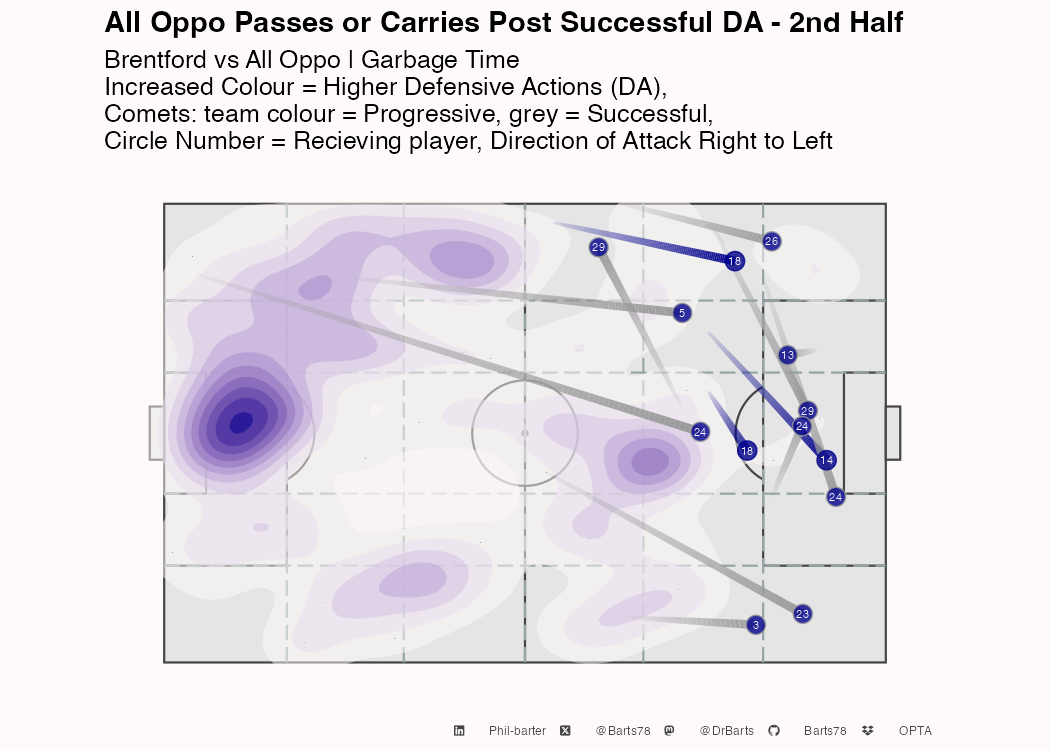 All Oppo Passes or Carries Post Successful DA - 2nd Half
Brentford vs All Oppo | Garbage Time
Increased Colour = Higher Defensive Actions (DA),
Comets: team colour = Progressive, grey = Successful,
Circle Number = Recieving player, Direction of Attack Right to Left
26
29
18
5
13
29
24
24
18
14
24
23
3
Phil-barter @Barts78 @DrBarts Barts78 OPTA